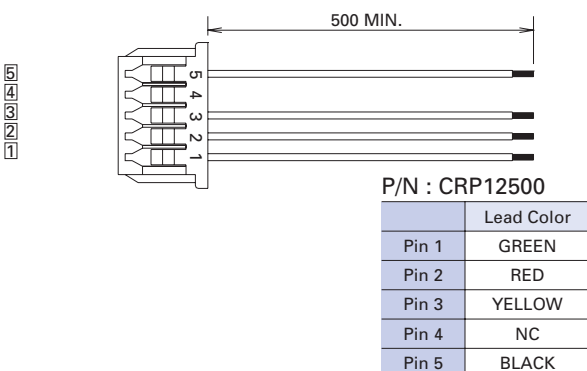 500 MIN.
5
4
3
2
1
5
4
3
2
1
P/N : CRP12500
Lead Color
Pin 1 GREEN
Pin 2 RED
Pin 3 YELLOW
Pin 4 NC
Pin 5 BLACK